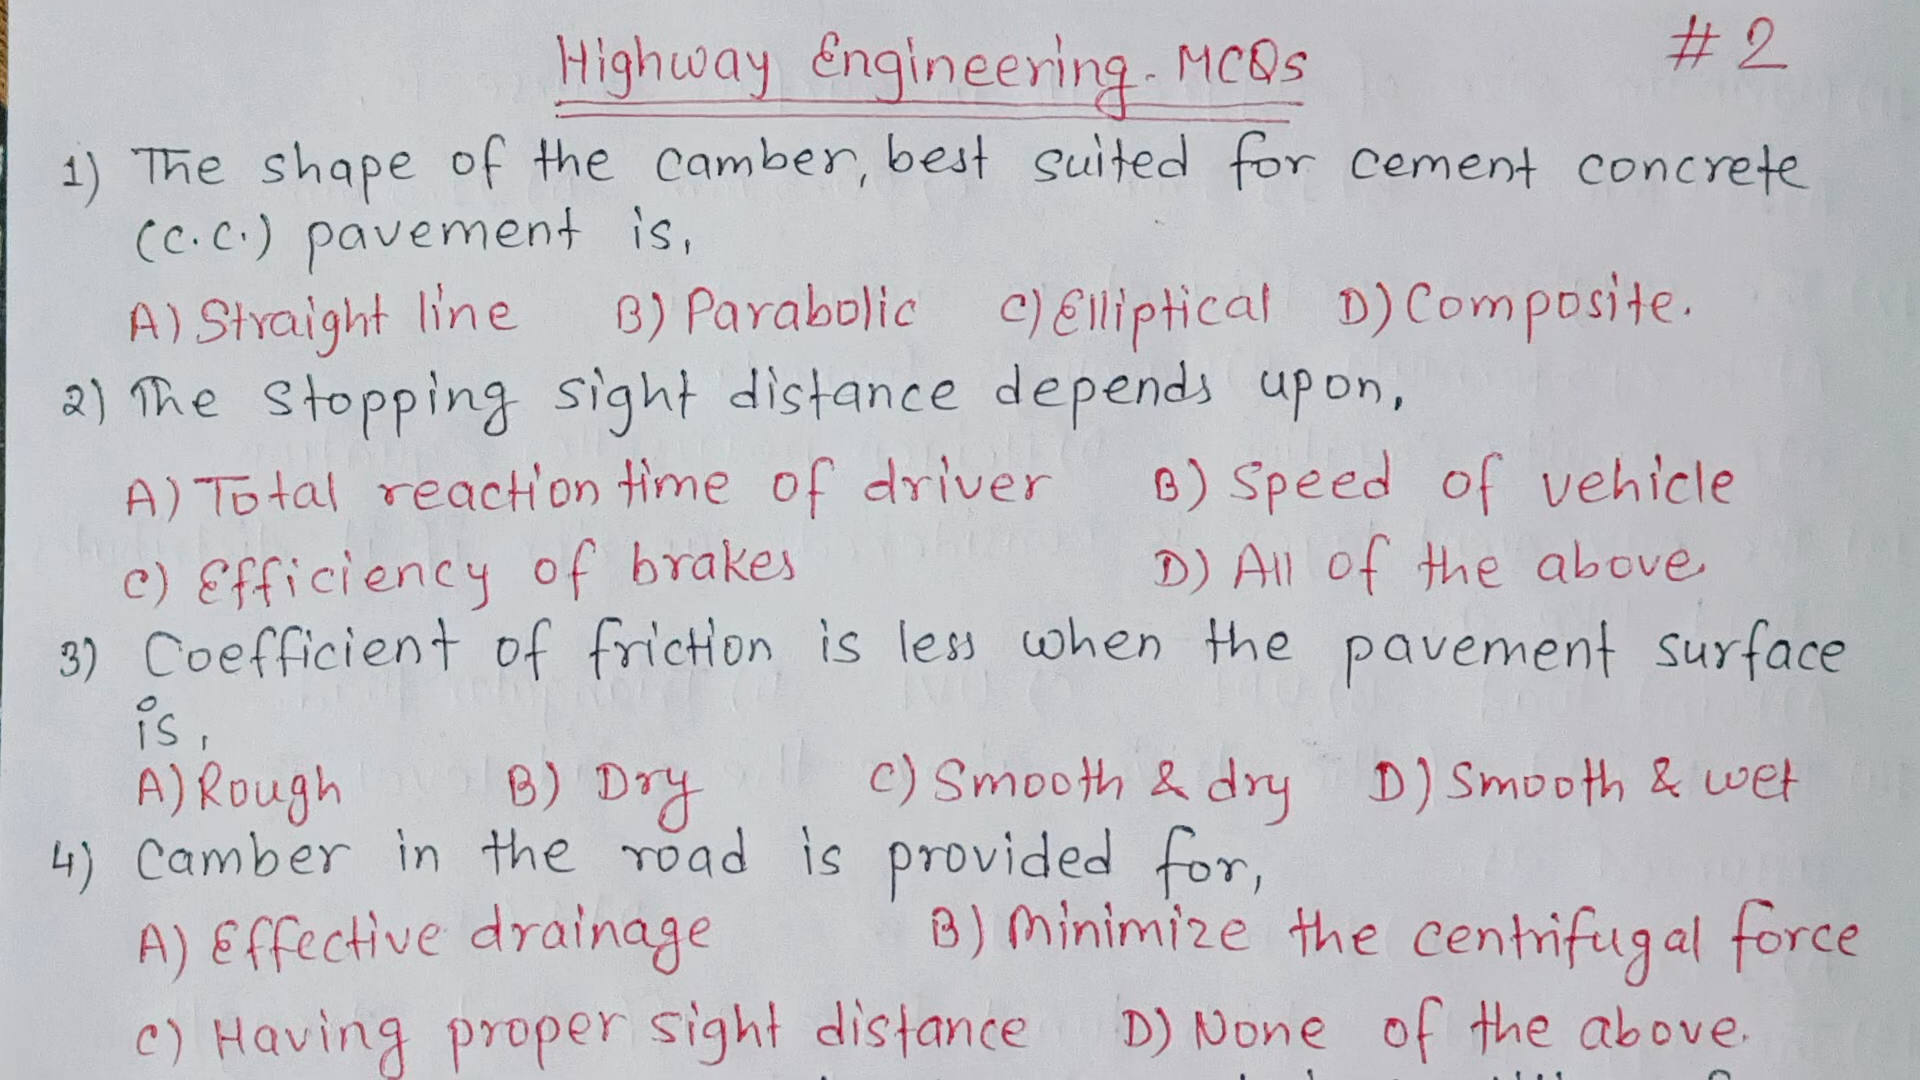 Highway Engineering - MCQs
# 2
1) The shape of the camber, best suited for cement concrete
(c.c.) pavement is,
A) Straight line B) Parabolic C) Elliptical D) Composite.
2) The stopping sight distance depends upon,
A) Total reaction time of driver B) Speed of vehicle
C) Efficiency of brakes D) All of the above.
3) Coefficient of friction is less when the pavement surface
is,
A) Rough B) Dry C) Smooth & dry D) Smooth & wet
4) Camber in the road is provided for,
A) Effective drainage B) Minimize the centrifugal force
C) Having proper sight distance D) None of the above.